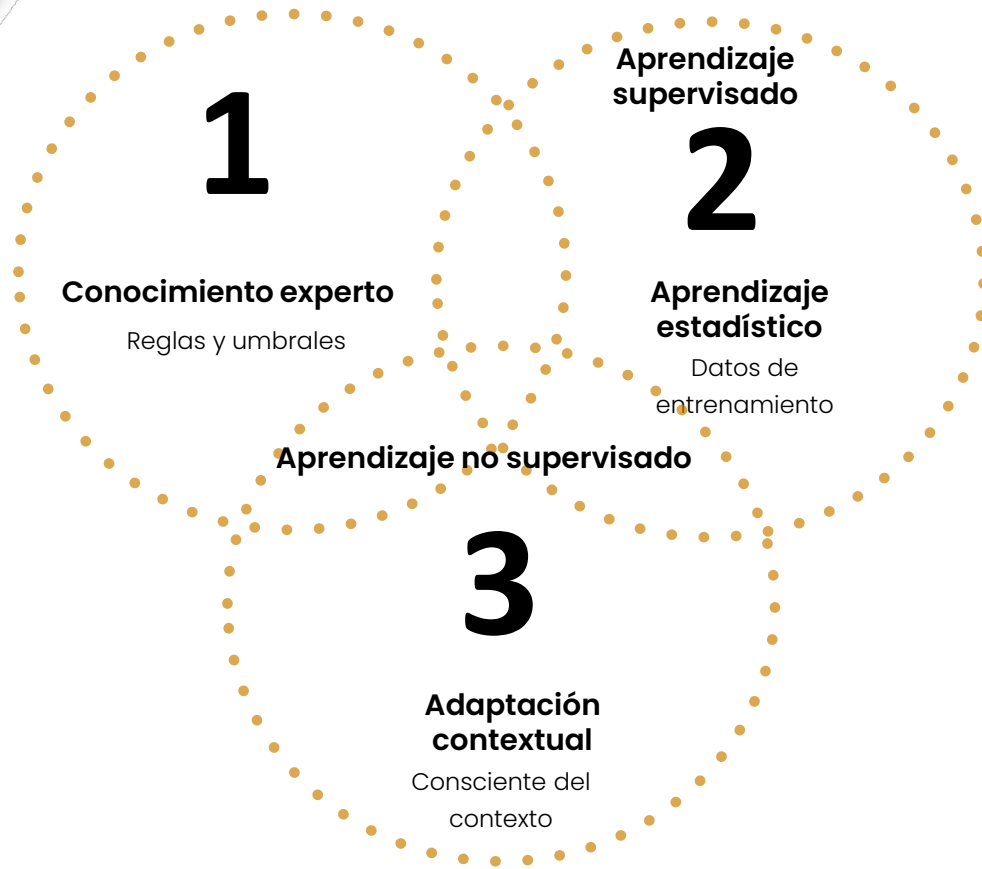 1
Conocimiento experto
Reglas y umbrales
Aprendizaje
supervisado
2
Aprendizaje
estadístico
Datos de
entrenamiento
Aprendizaje no supervisado
3
Adaptación
contextual
Consciente del
contexto